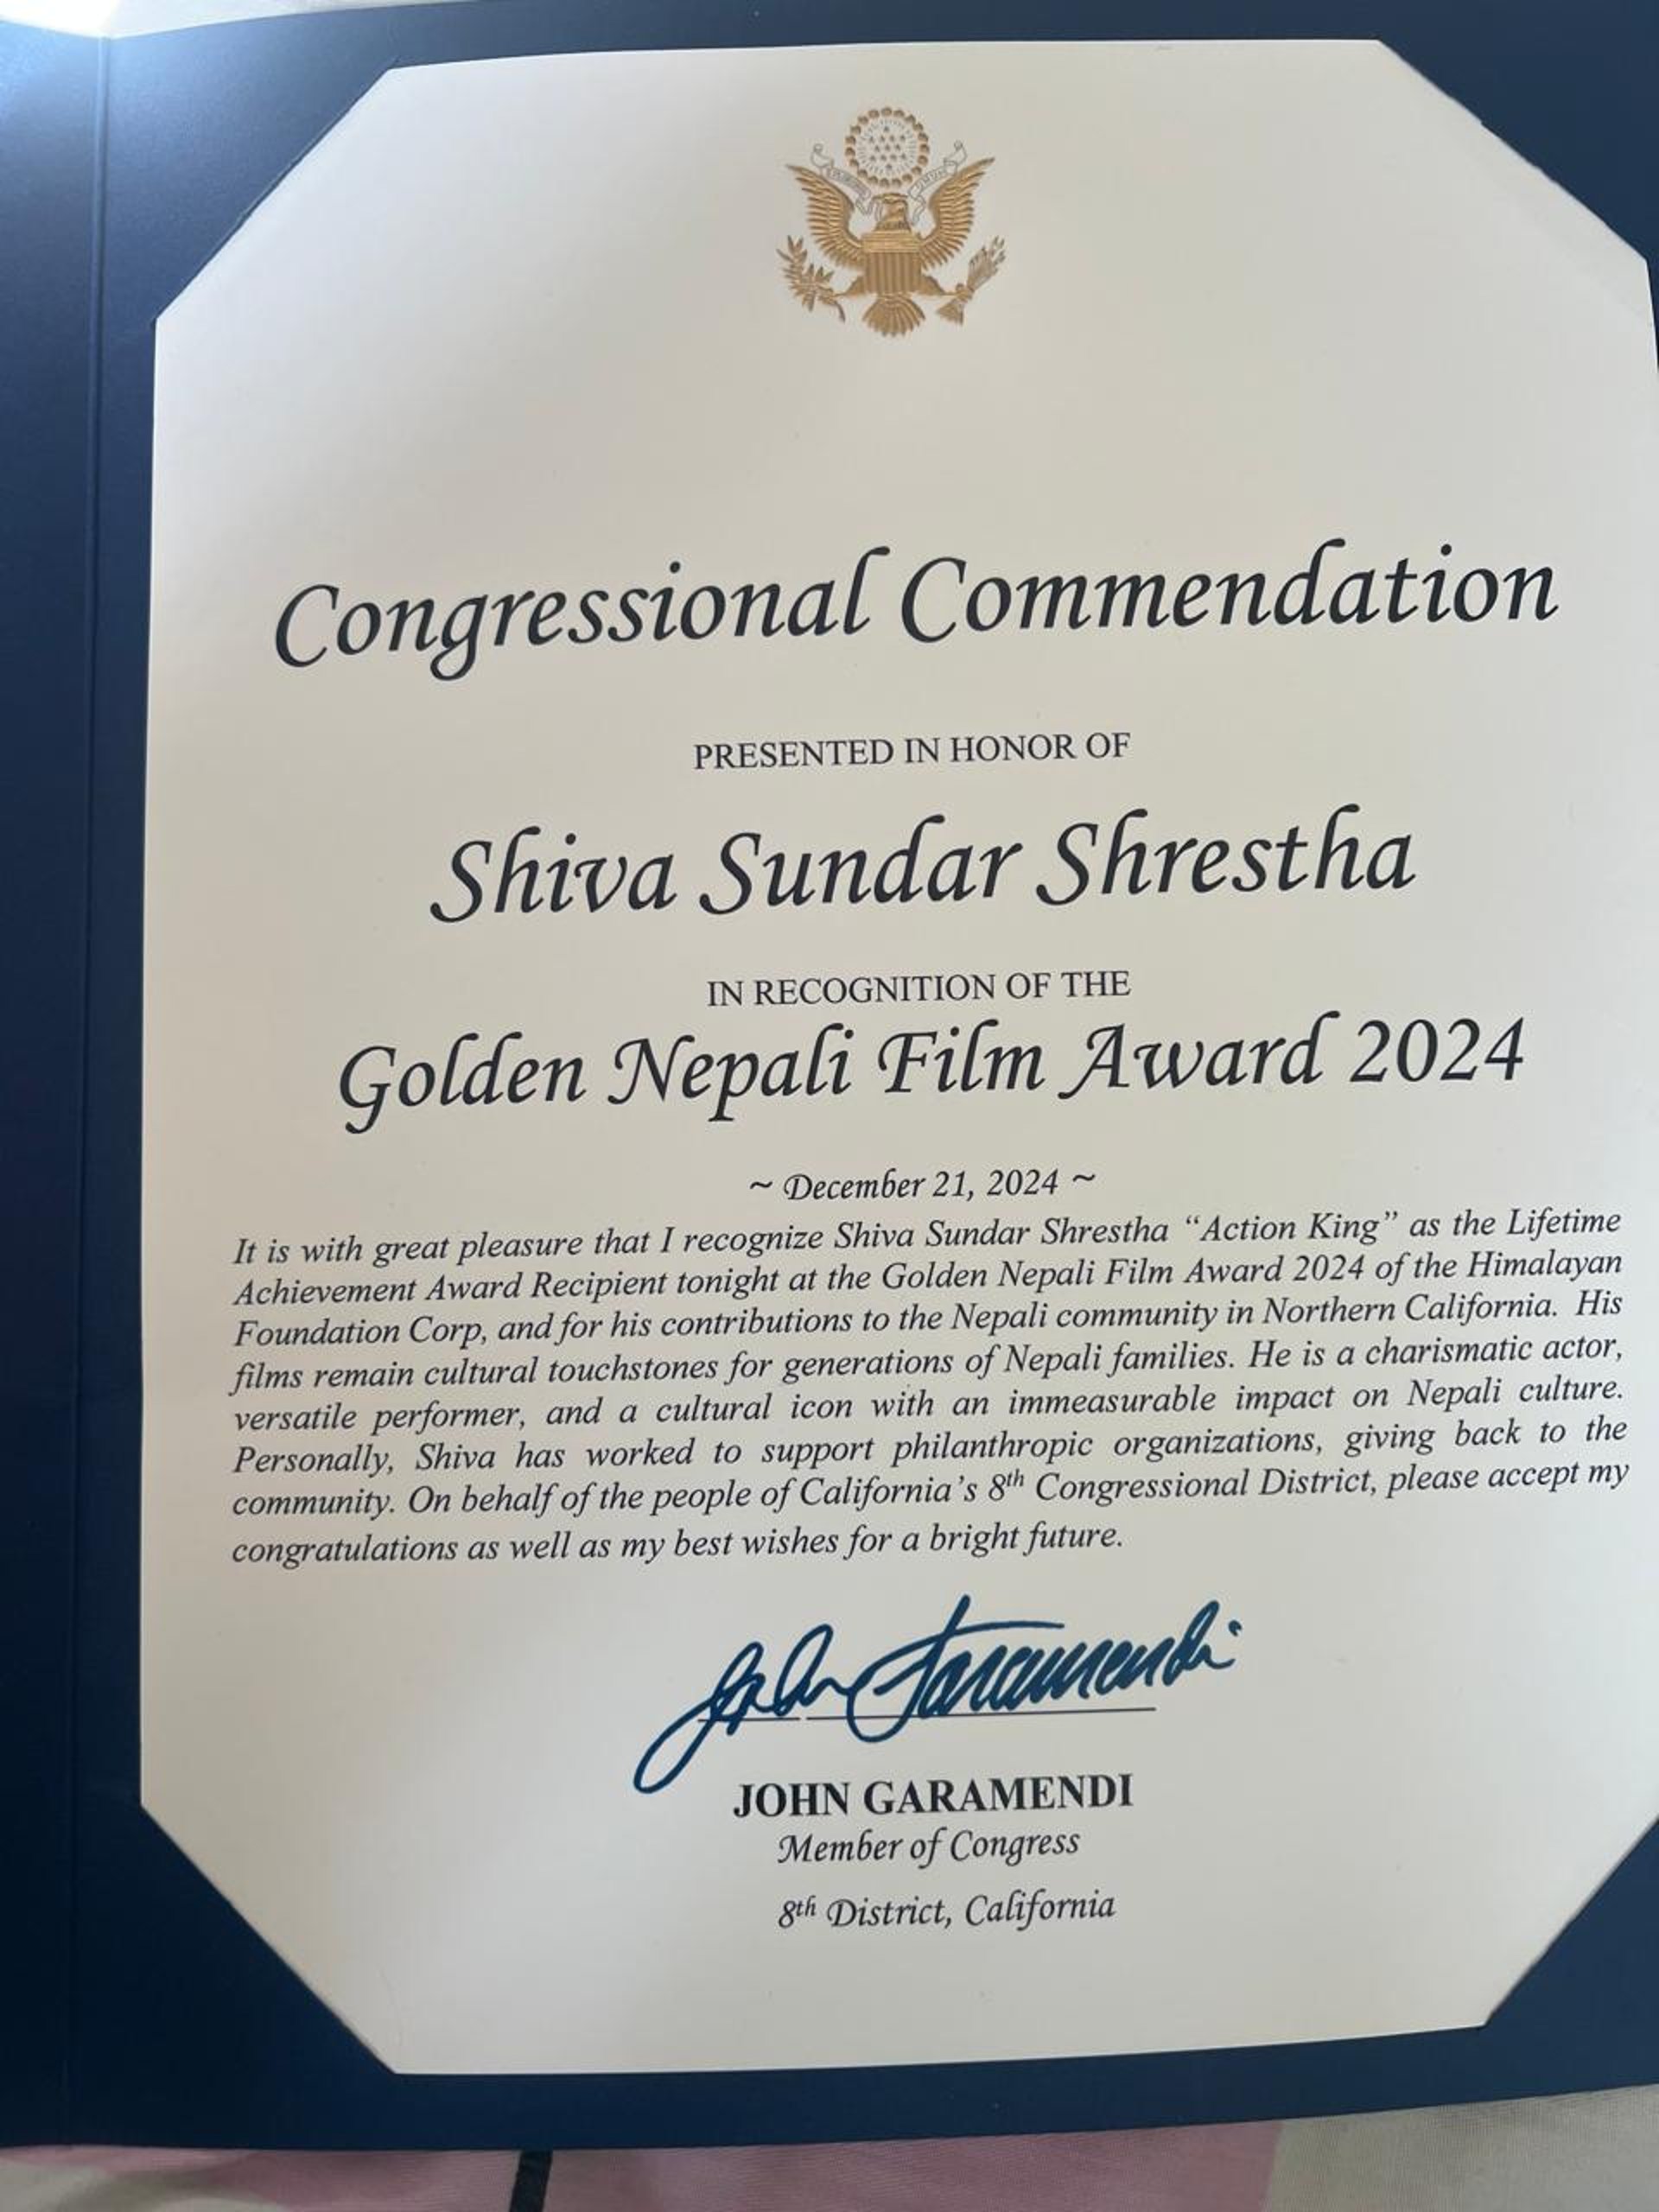 Congressional Commendation
PRESENTED IN HONOR OF
Shiva Sundar Shrestha
IN RECOGNITION OF THE
Golden Nepali Film Award 2024
~ December 21, 2024 ~
It is with great pleasure that I recognize Shiva Sundar Shrestha “Action King” as the Lifetime
Achievement Award Recipient tonight at the Golden Nepali Film Award 2024 of the Himalayan
Foundation Corp, and for his contributions to the Nepali community in Northern California. His
films remain cultural touchstones for generations of Nepali families. He is a charismatic actor,
versatile performer, and a cultural icon with an immeasurable impact on Nepali culture.
Personally, Shiva has worked to support philanthropic organizations, giving back to the
community. On behalf of the people of California’s 8th Congressional District, please accept my
congratulations as well as my best wishes for a bright future.
John Garamendi
JOHN GARAMENDI
Member of Congress
8th District, California